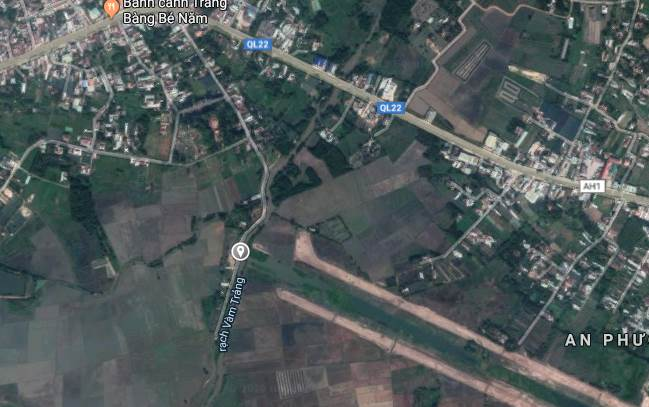 Bánh canh Trảng
Bàng Bé Năm
QL22
QL22
AH1
rạch Vàm Trảng
AN PHƯ